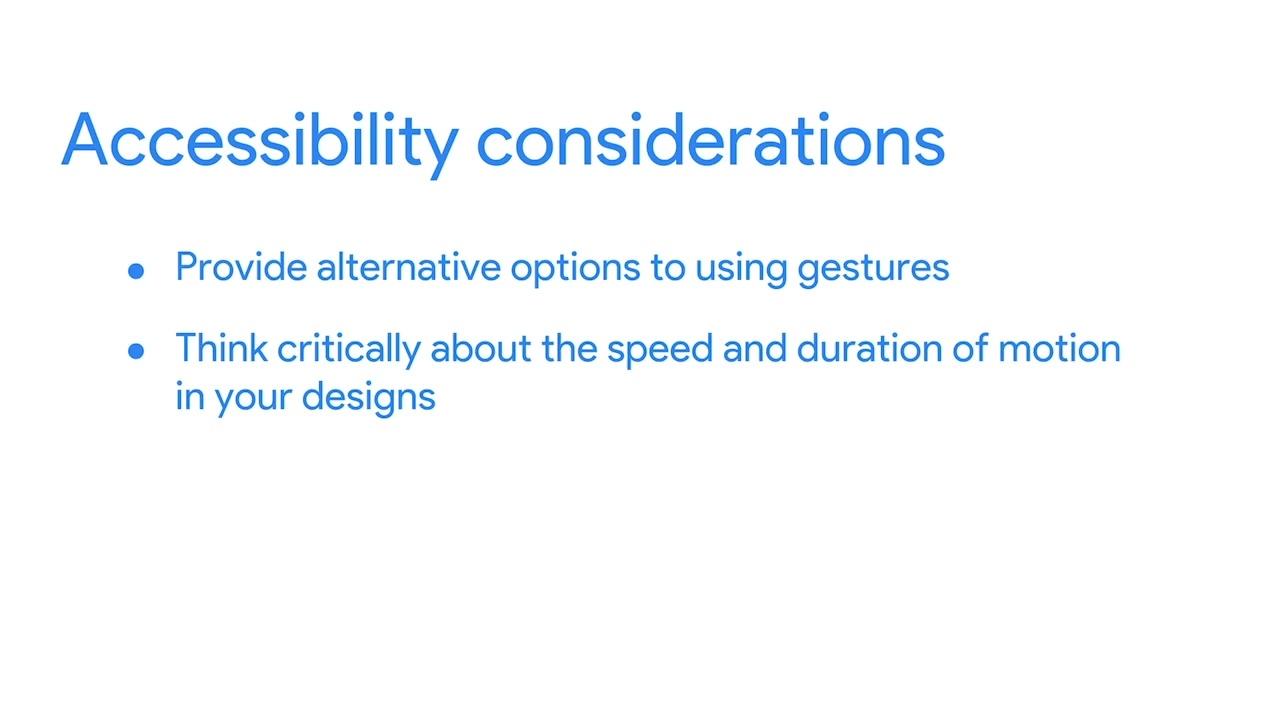 Accessibility considerations
● Provide alternative options to using gestures
● Think critically about the speed and duration of motion
in your designs